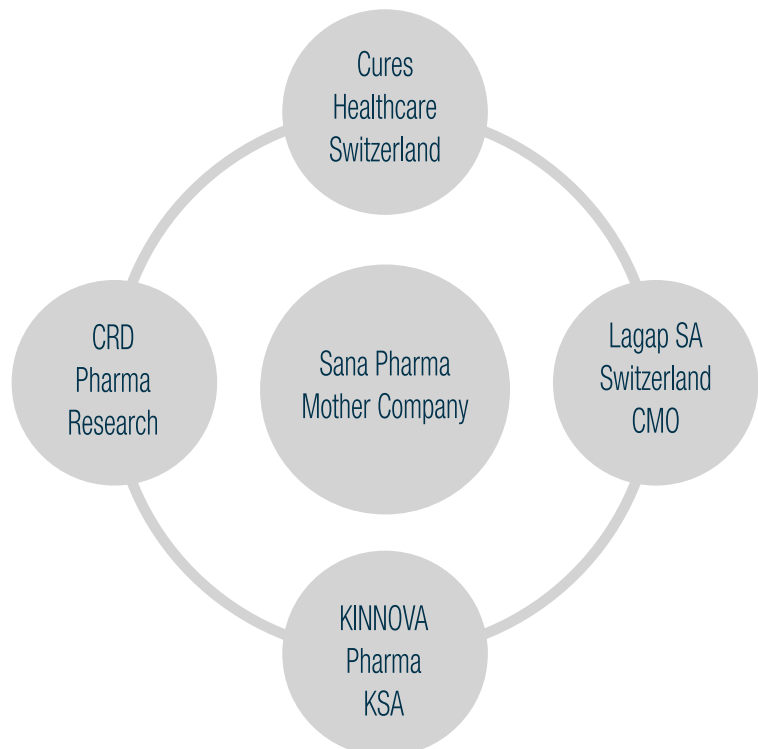 Cures
Healthcare
Switzerland
CRD
Pharma
Research
Sana Pharma
Mother Company
Lagap SA
Switzerland
CMO
KINNOVA
Pharma
KSA